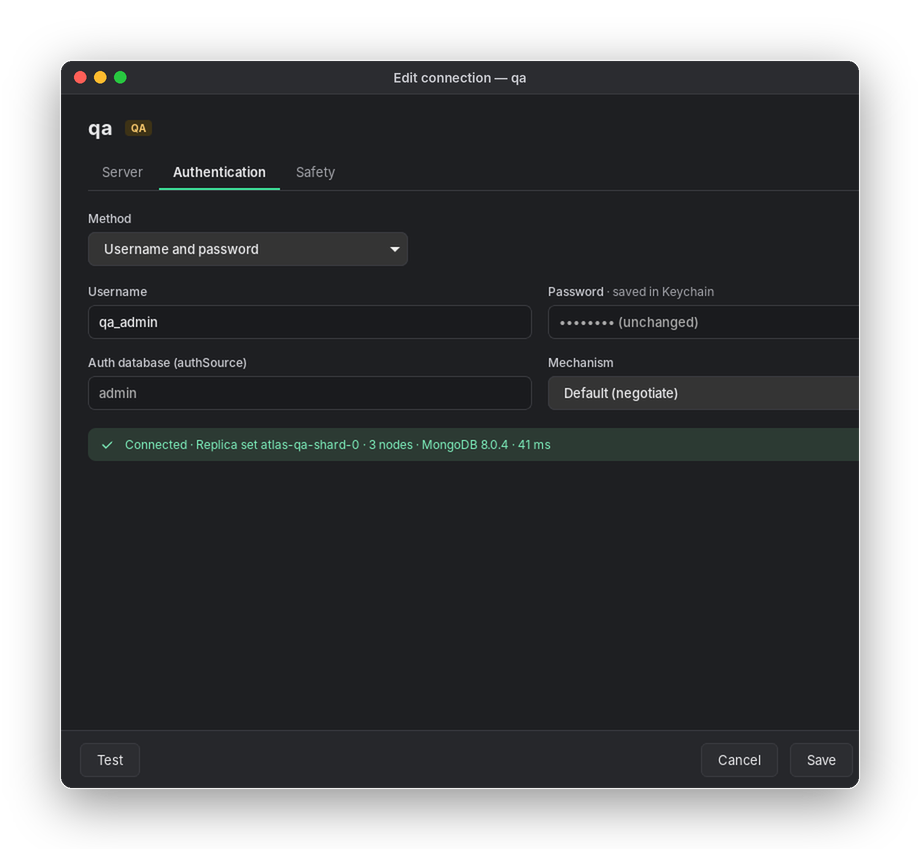 Edit connection — qa
qa QA
Server Authentication Safety
Method
Username and password
Username Password · saved in Keychain
qa_admin •••••••• (unchanged)
Auth database (authSource) Mechanism
admin Default (negotiate)
✓ Connected · Replica set atlas-qa-shard-0 · 3 nodes · MongoDB 8.0.4 · 41 ms
Test Cancel Save